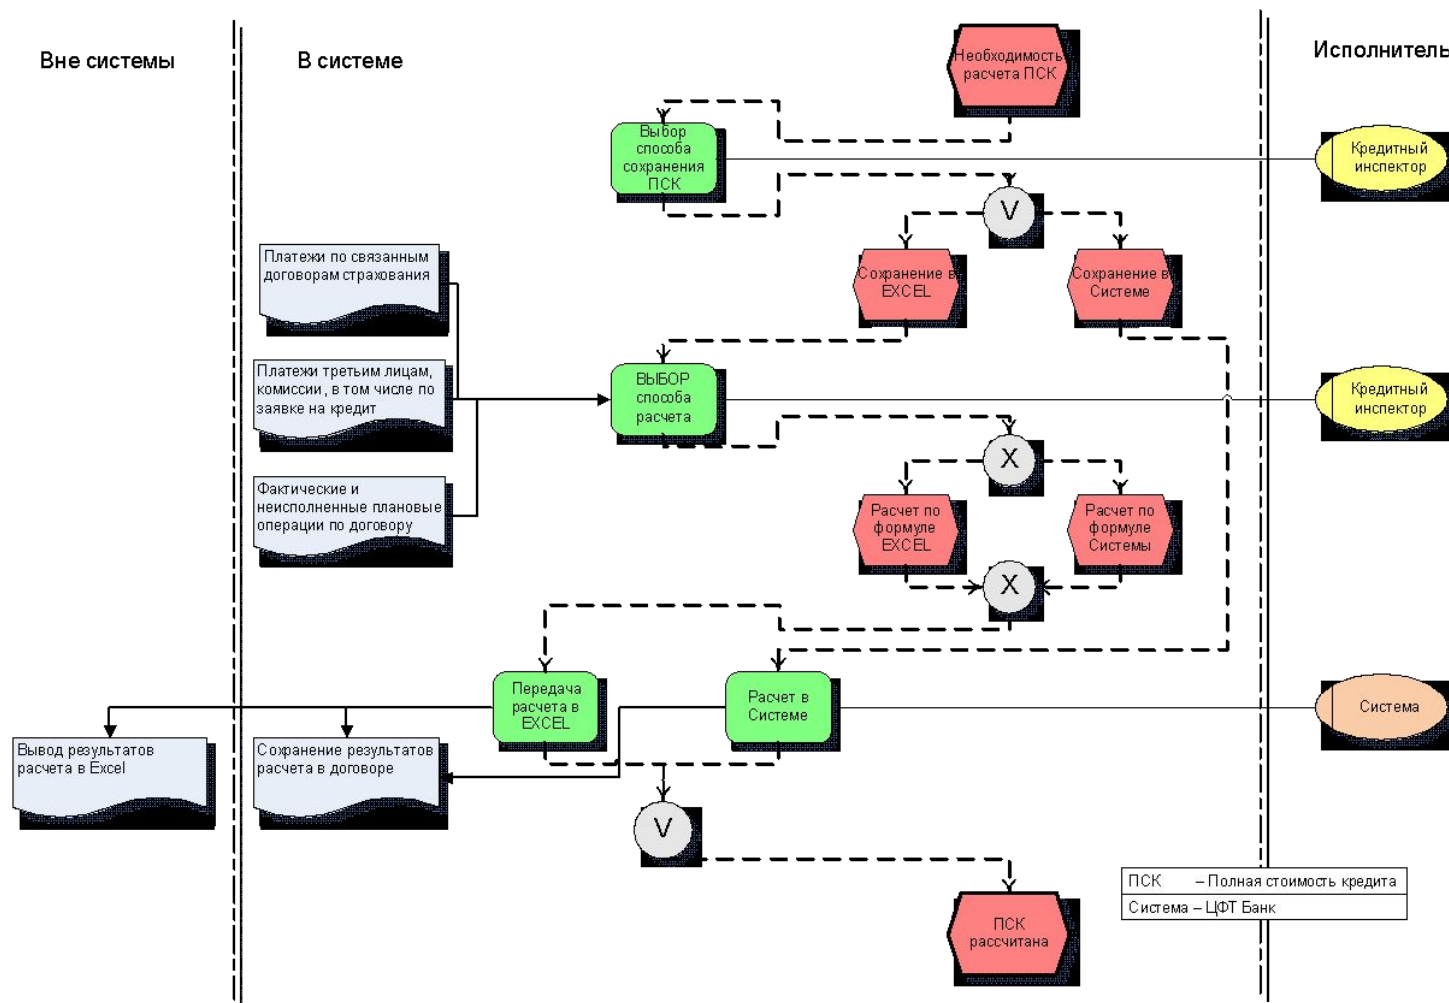 Вне системы
В системе
Исполнитель
Необходимость
расчета ПСК
Выбор
способа
сохранения
ПСК
Кредитный
инспектор
V
Платежи по связанным
договорам страхования
Сохранение в
EXCEL
Сохранение в
Системе
Платежи третьим лицам,
комиссии, в том числе по
заявке на кредит
ВЫБОР
способа
расчета
Кредитный
инспектор
X
Фактические и
неисполненные плановые
операции по договору
Расчет по
формуле
EXCEL
Расчет по
формуле
Системы
X
Передача
расчета в
EXCEL
Расчет в
Системе
Система
Вывод результатов
расчета в Excel
Сохранение результатов
расчета в договоре
V
ПСК – Полная стоимость кредита
Система – ЦФТ Банк
ПСК
рассчитана